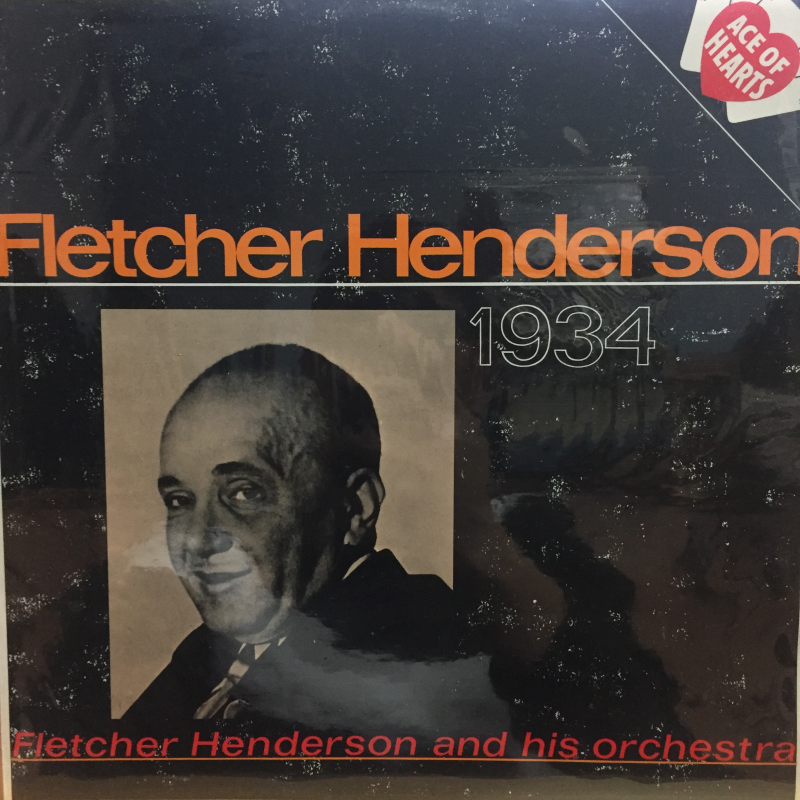 ACE OF
HEARTS
Fletcher Henderson
1934
Fletcher Henderson and his orchestra